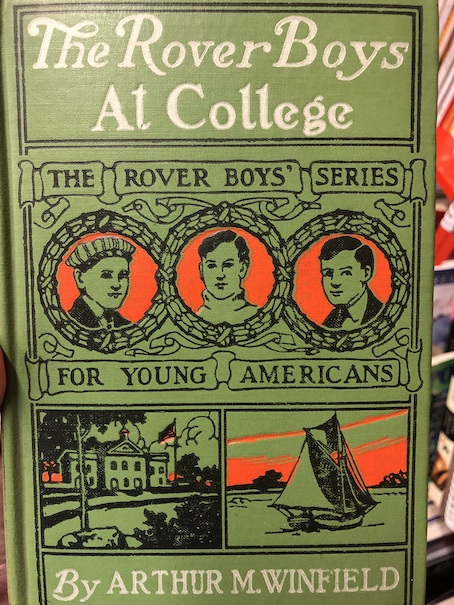 The Rover Boys
At College
THE ROVER BOYS' SERIES
FOR YOUNG AMERICANS
By ARTHUR M. WINFIELD